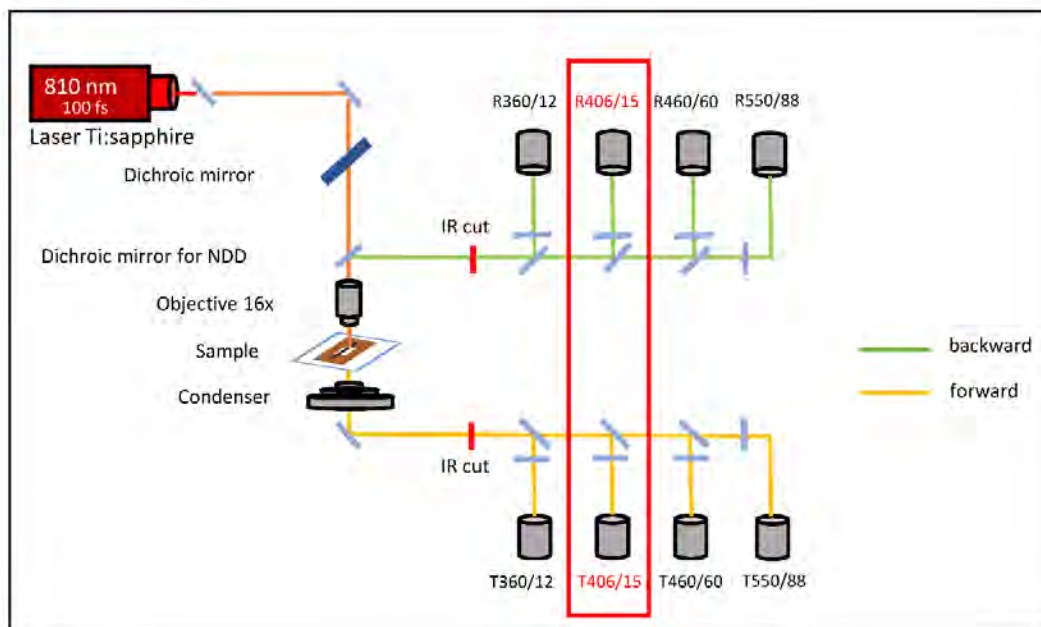 810 nm
100 fs
Laser Ti:sapphire
R360/12 R406/15 R460/60 R550/88
Dichroic mirror
IR cut
Dichroic mirror for NDD
Objective 16x
Sample
Condenser
backward
forward
IR cut
T360/12 T406/15 T460/60 T550/88